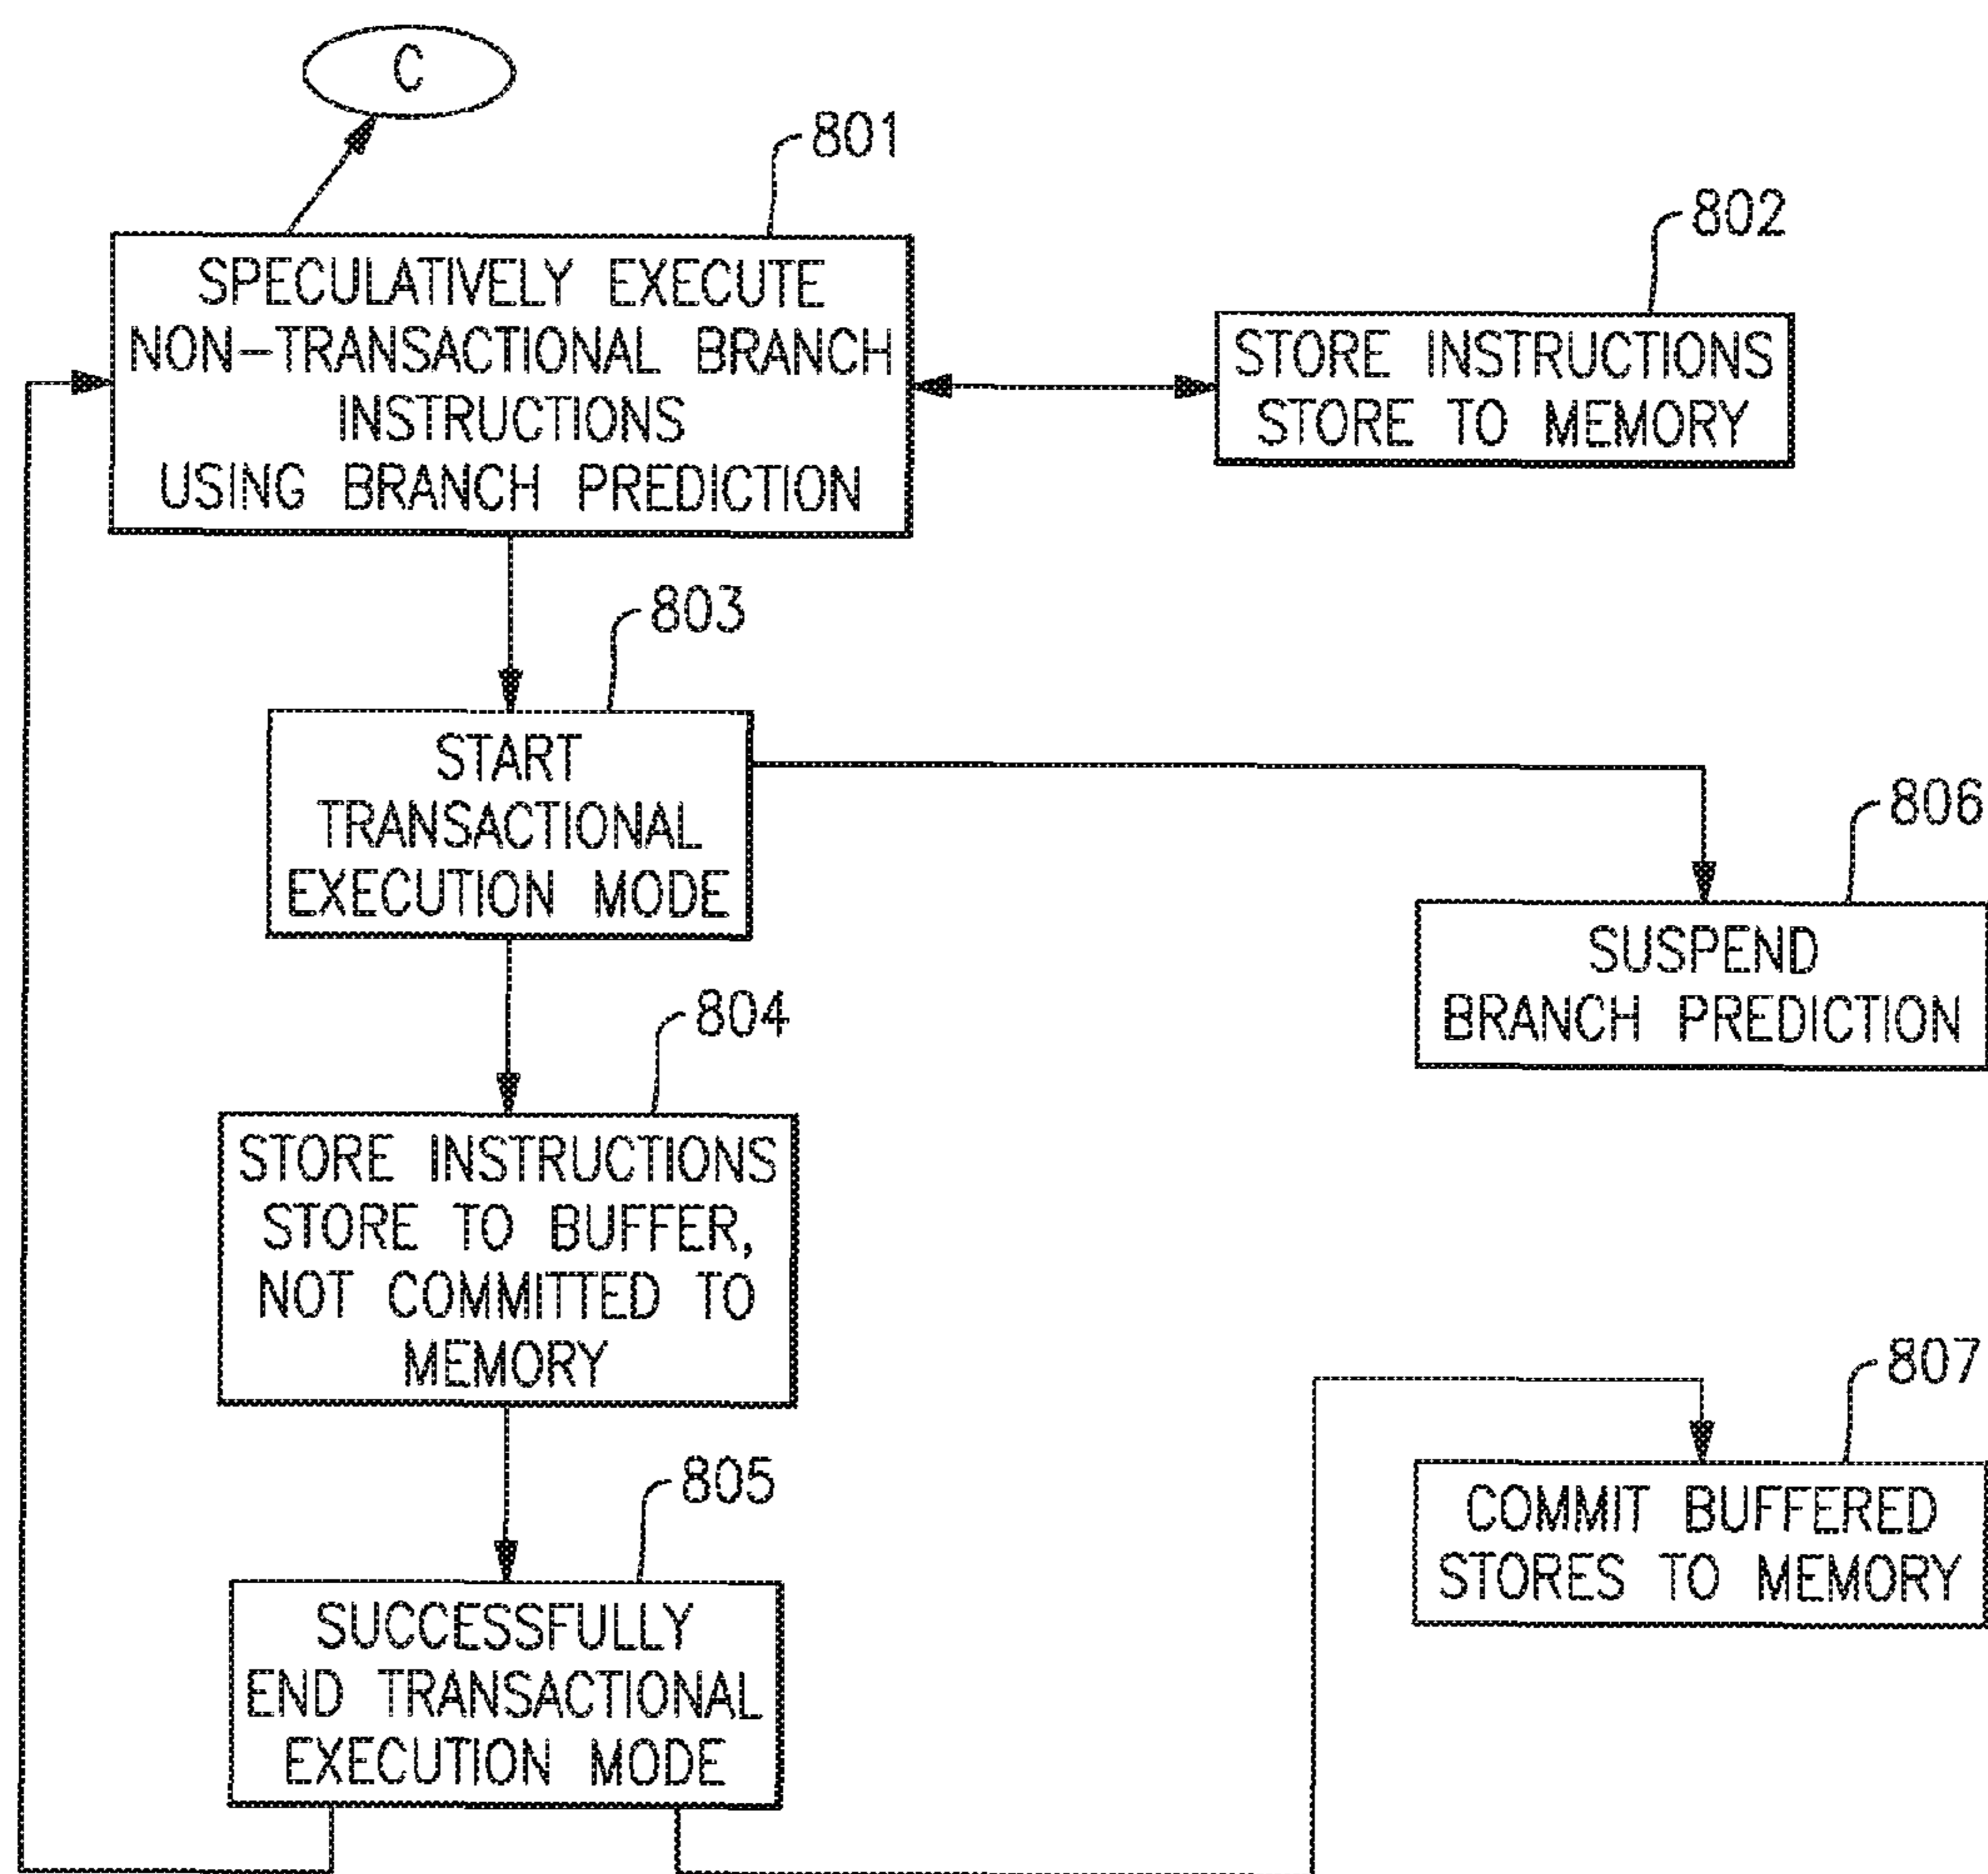 C
801
SPECULATIVELY EXECUTE
NON-TRANSACTIONAL BRANCH
INSTRUCTIONS
USING BRANCH PREDICTION
802
STORE INSTRUCTIONS
STORE TO MEMORY
803
START
TRANSACTIONAL
EXECUTION MODE
806
SUSPEND
BRANCH PREDICTION
804
STORE INSTRUCTIONS
STORE TO BUFFER,
NOT COMMITTED TO
MEMORY
807
COMMIT BUFFERED
STORES TO MEMORY
805
SUCCESSFULLY
END TRANSACTIONAL
EXECUTION MODE